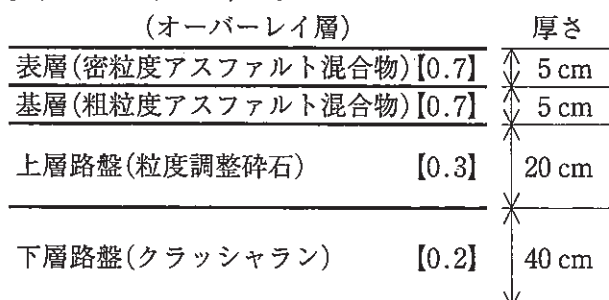 (オーバーレイ層) 厚さ
表層(密粒度アスファルト混合物)【0.7】 5 cm
基層(粗粒度アスファルト混合物)【0.7】 5 cm
上層路盤(粒度調整砕石) 【0.3】 20 cm
下層路盤(クラッシャラン) 【0.2】 40 cm